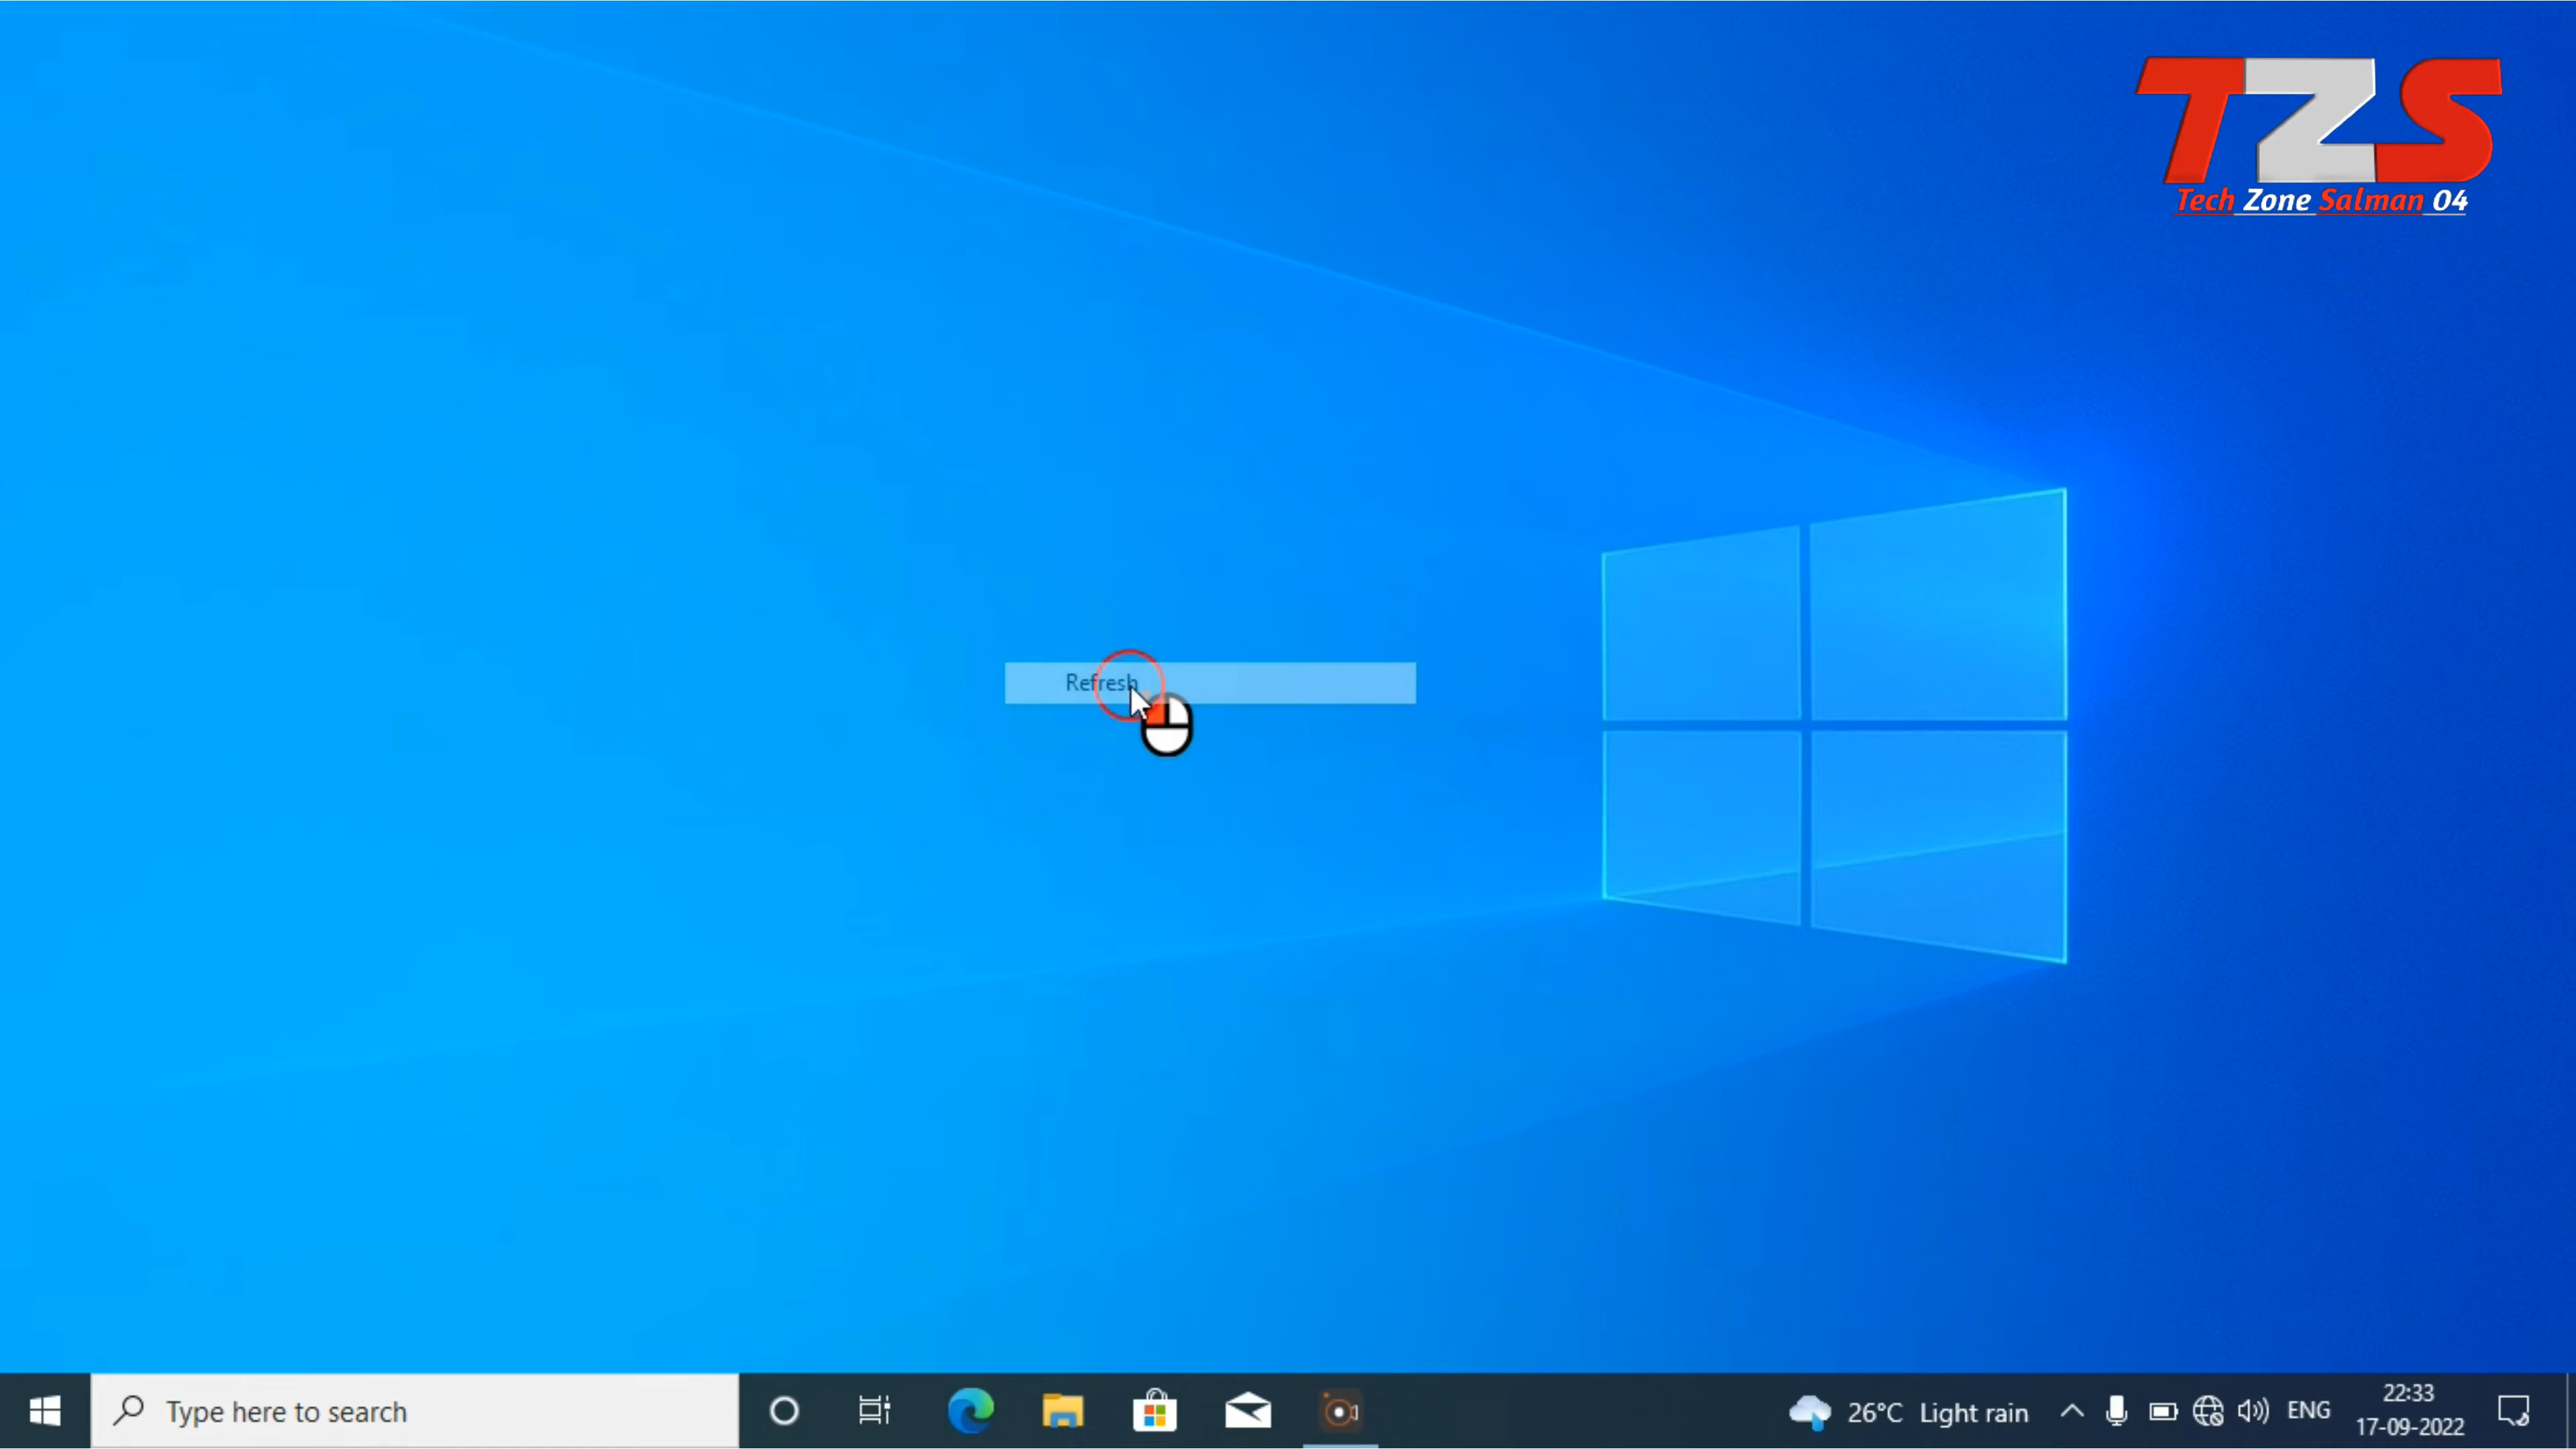 TZS
Tech Zone Salman 04
Refresh
Type here to search
26°C Light rain
ENG
22:33
17-09-2022